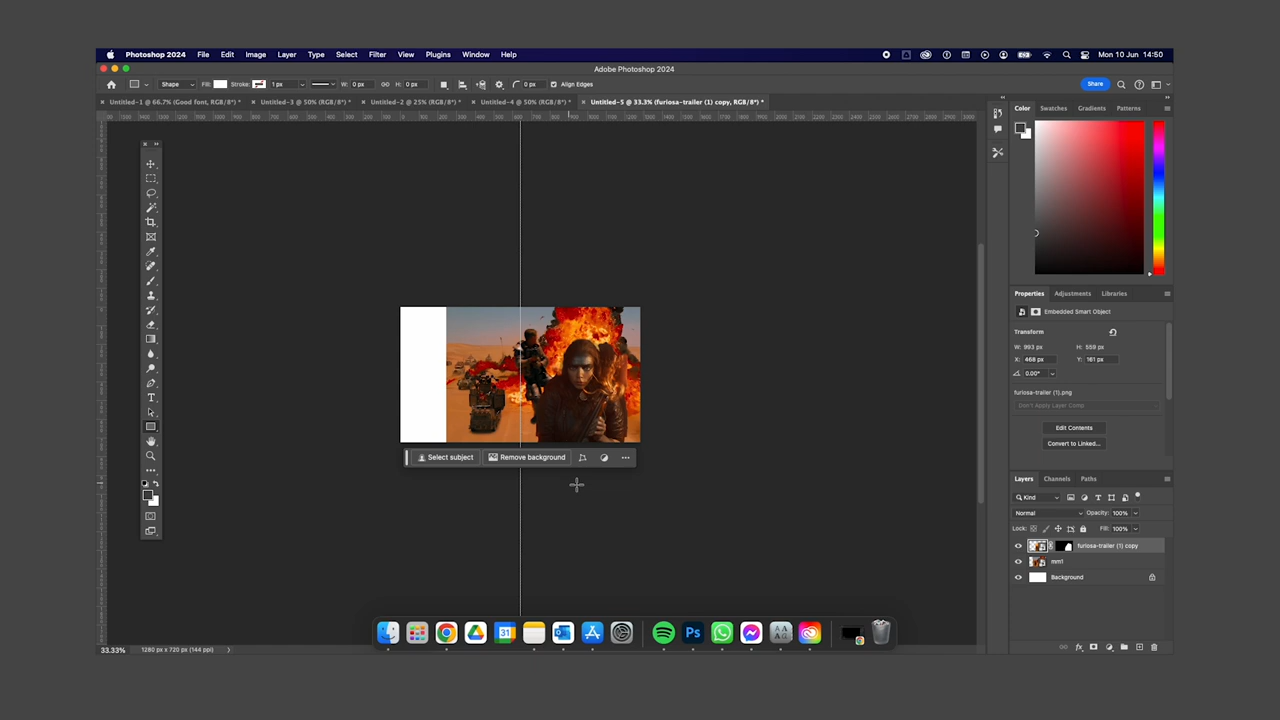 Photoshop 2024 File Edit Image Layer Type Select Filter View Plugins Window Help Mon 10 Jun 14:50
Adobe Photoshop 2024
Shape Fill: Stroke: 1 px W: 0 px H: 0 px 0 px Align Edges Share
Untitled-1 @ 66.7% (Good font, RGB/8) * Untitled-3 @ 50% (RGB/8) * Untitled-2 @ 25% (RGB/8) * Untitled-4 @ 50% (RGB/8) * Untitled-5 @ 33.3% (furiosa-trailer (1) copy, RGB/8) *
Color Swatches Gradients Patterns
Properties Adjustments Libraries
Embedded Smart Object
Transform
W: 993 px H: 559 px
X: 468 px Y: 161 px
0.00°
furiosa-trailer (1).png
Don't Apply Layer Comp
Edit Contents
Convert to Linked...
Select subject Remove background
Layers Channels Paths
Kind
Normal Opacity: 100%
Lock: Fill: 100%
furiosa-trailer (1) copy
mm1
Background
33.33% 1280 px x 720 px (144 ppi)